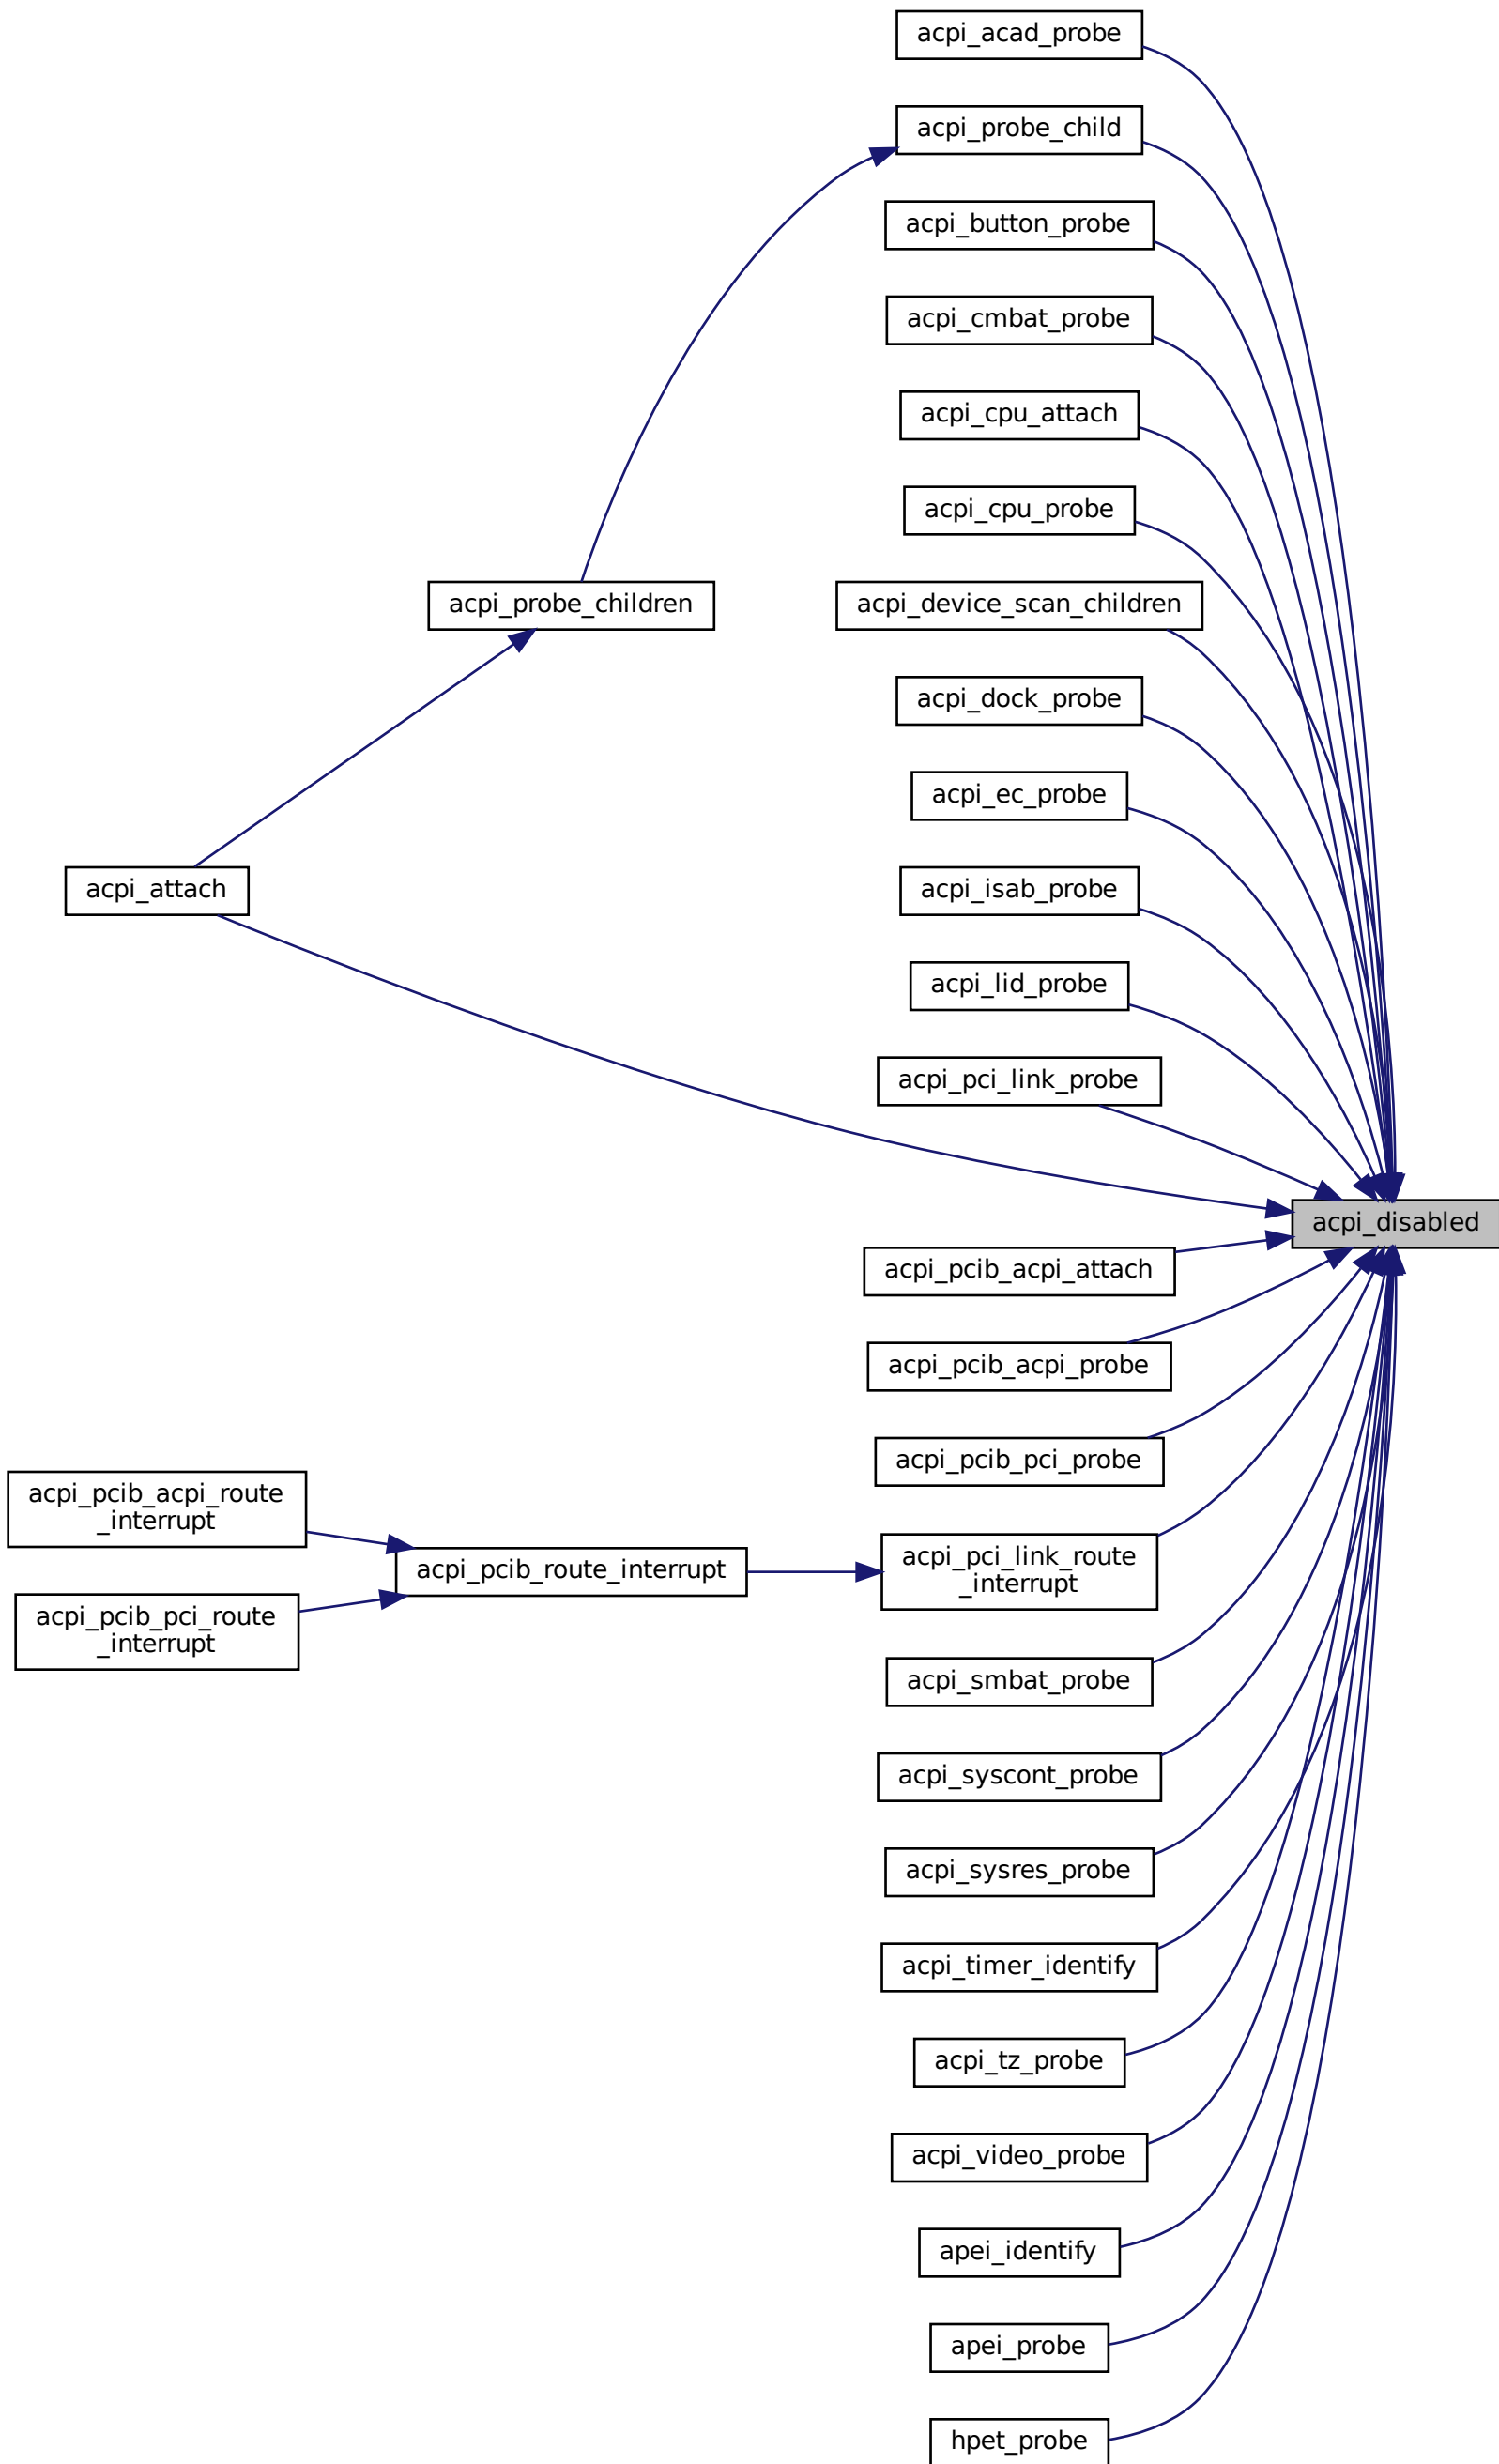 acpi_acad_probe
acpi_probe_child
acpi_button_probe
acpi_cmbat_probe
acpi_cpu_attach
acpi_cpu_probe
acpi_probe_children
acpi_device_scan_children
acpi_dock_probe
acpi_ec_probe
acpi_attach
acpi_isab_probe
acpi_lid_probe
acpi_pci_link_probe
acpi_disabled
acpi_pcib_acpi_attach
acpi_pcib_acpi_probe
acpi_pcib_pci_probe
acpi_pcib_acpi_route
_interrupt
acpi_pcib_route_interrupt
acpi_pci_link_route
_interrupt
acpi_pcib_pci_route
_interrupt
acpi_smbat_probe
acpi_syscont_probe
acpi_sysres_probe
acpi_timer_identify
acpi_tz_probe
acpi_video_probe
apei_identify
apei_probe
hpet_probe